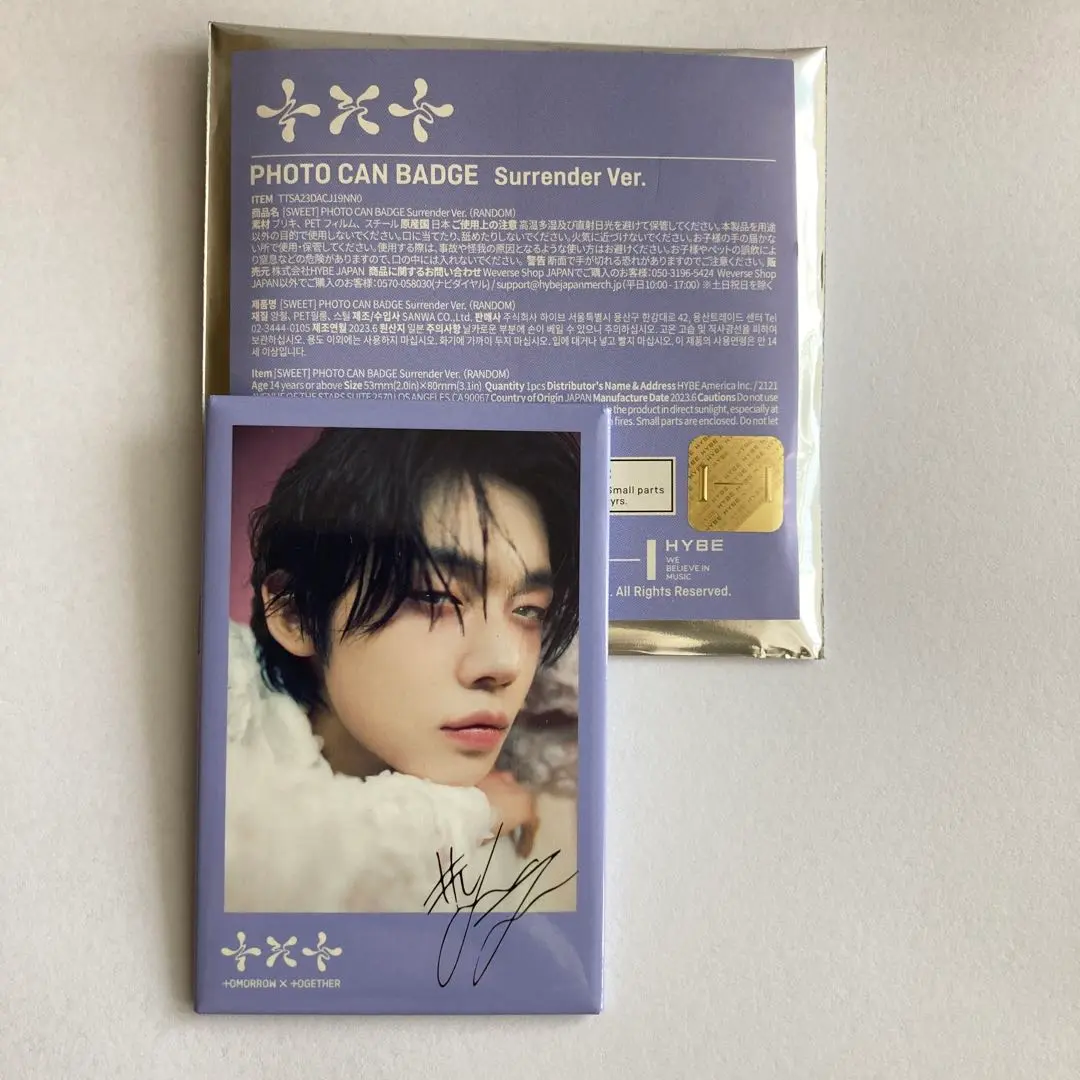 PHOTO CAN BADGE Surrender Ver.
ITEM TTSA23DACJ19NN0
商品名 [SWEET] PHOTO CAN BADGE Surrender Ver. (RANDOM)
素材 ブリキ、PET フィルム、スチール 原産国 日本 ご使用上の注意 高温多湿及び直射日光を避けて保管してください。本製品を用途
以外の目的で使用しないでください。口に当てたり、舐めたりしないでください。火気に近づけないでください。お子様の手の届かな
い所で使用・保管してください。使用する際は、事故や怪我の原因となるような使い方はお避けください。お子様やペットの誤飲によ
り窒息などの危険がありますので、口の中には入れないでください。 警告 断面で手が切れる恐れがありますのでご注意ください。 販
売元 株式会社HYBE JAPAN 商品に関するお問い合わせ Weverse Shop JAPANでご購入のお客様:050-3196-5424 Weverse Shop
JAPAN以外でご購入のお客様:0570-058030(ナビダイヤル) / support@hybejapanmerch.jp (平日10:00 - 17:00) ※土日祝日を除く
제품명 [SWEET] PHOTO CAN BADGE Surrender Ver. (RANDOM)
재질 양철, PET필름, 스틸 제조/수입사 SANWA CO.,Ltd. 판매사 주식회사 하이브 서울특별시 용산구 한강대로 42, 용산트레이드 센터 Tel
02-3444-0105 제조연월 2023.6 원산지 일본 주의사항 날카로운 부분에 손이 베일 수 있으니 주의하십시오. 고온 고습 및 직사광선을 피하여
보관하십시오. 용도 이외에는 사용하지 마십시오. 화기에 가까이 두지 마십시오. 입에 대거나 넣고 빨지 마십시오. 이 제품의 사용연령은 만 14
세 이상입니다.
Item [SWEET] PHOTO CAN BADGE Surrender Ver. (RANDOM)
Age 14 years or above Size 53mm(2.0in)×80mm(3.1in) Quantity 1pcs Distributor's Name & Address HYBE America Inc. / 2121
AVENUE OF THE STARS SUITE 2570 LOS ANGELES, CA 90067 Country of Origin JAPAN Manufacture Date 2023.6 Cautions Do not use
the product in direct sunlight, especially at
fires. Small parts are enclosed. Do not let
Small parts
yrs.
HYBE
WE
BELIEVE IN
MUSIC
. All Rights Reserved.
TOMORROW × TOGETHER